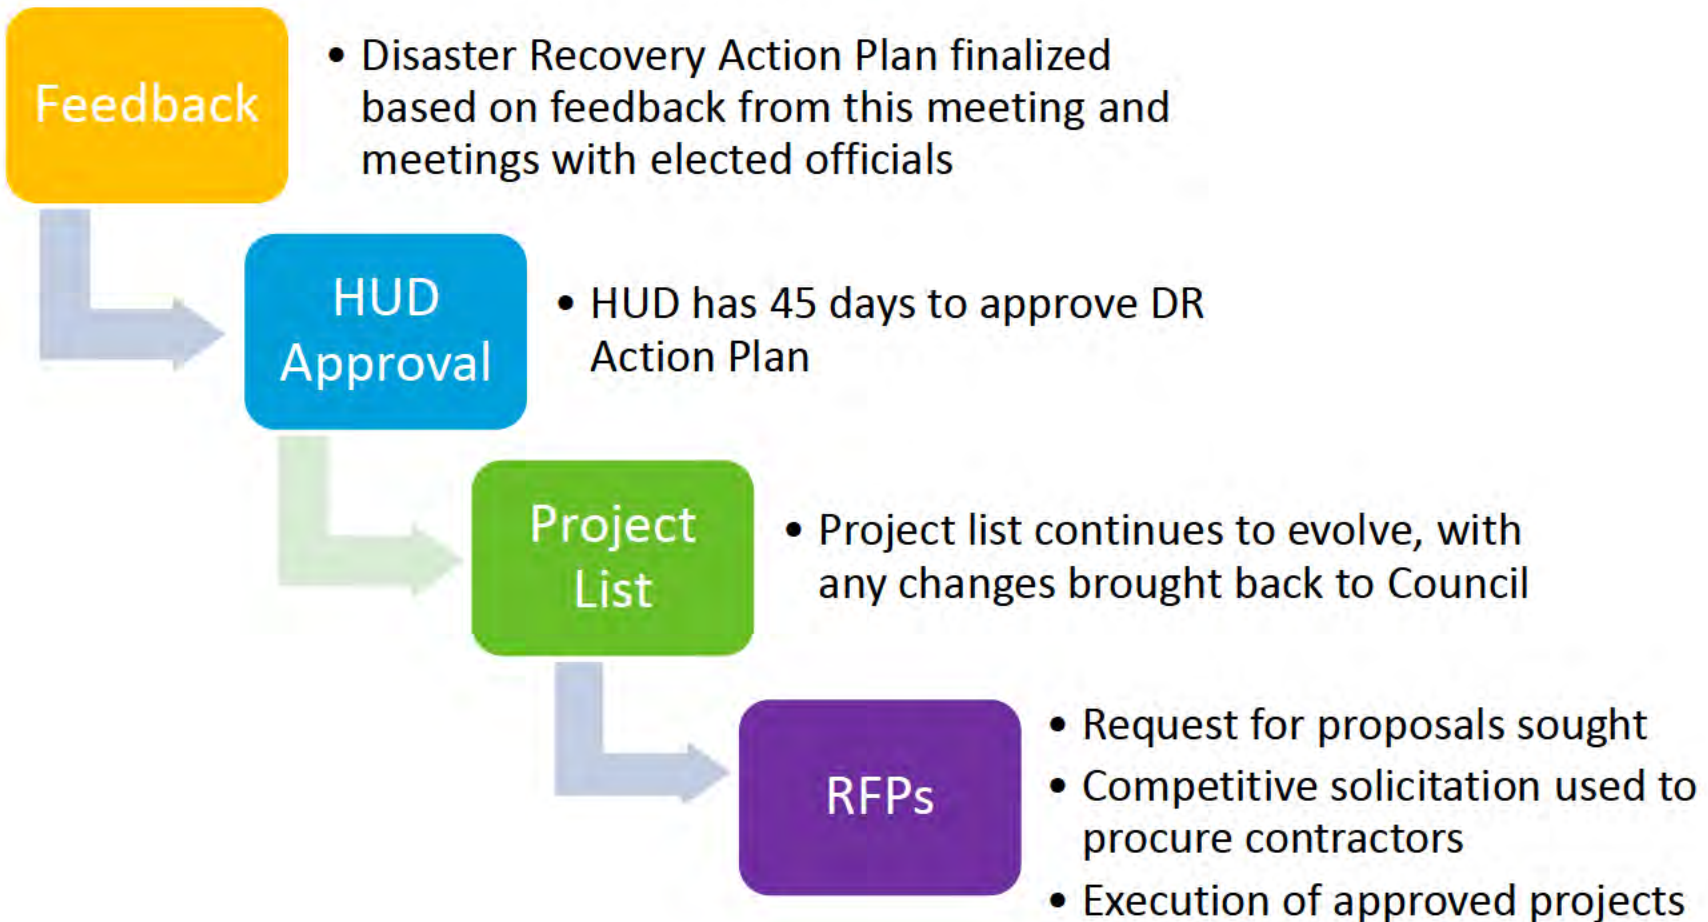 Feedback
• Disaster Recovery Action Plan finalized
based on feedback from this meeting and
meetings with elected officials
HUD
Approval
• HUD has 45 days to approve DR
Action Plan
Project
List
• Project list continues to evolve, with
any changes brought back to Council
RFPs
• Request for proposals sought
• Competitive solicitation used to
procure contractors
• Execution of approved projects